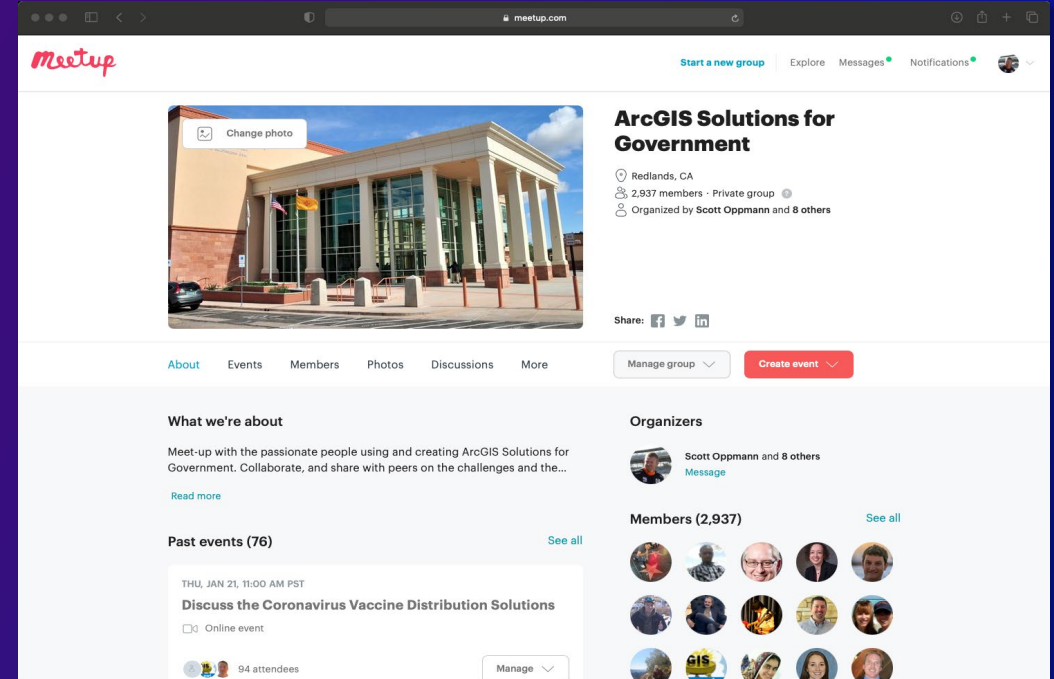 meetup.com
Meetup
Start a new group
Explore
Messages
Notifications
Change photo
ArcGIS Solutions for
Government
Redlands, CA
2,937 members · Private group ?
Organized by Scott Oppmann and 8 others
Share:
About
Events
Members
Photos
Discussions
More
Manage group
Create event
What we're about
Meet-up with the passionate people using and creating ArcGIS Solutions for
Government. Collaborate, and share with peers on the challenges and the...
Read more
Organizers
Scott Oppmann and 8 others
Message
Members (2,937)
See all
Past events (76)
See all
THU, JAN 21, 11:00 AM PST
Discuss the Coronavirus Vaccine Distribution Solutions
Online event
94 attendees
Manage
GIS